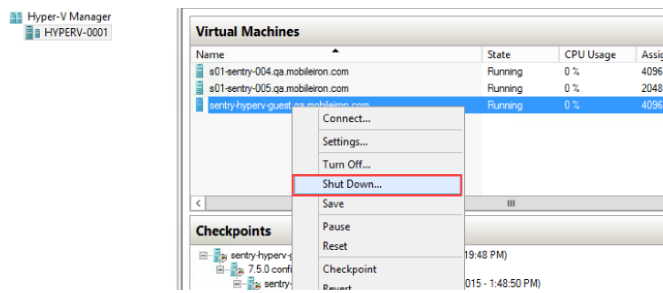 Hyper-V Manager
HYPERV-0001
Virtual Machines
Name State CPU Usage Assig
s01-sentry-004.qa.mobileiron.com Running 0 % 4096
s01-sentry-005.qa.mobileiron.com Running 0 % 2048
sentry-hyperv-guest.qa.mobileiron.com Running 0 % 4096
Connect...
Settings...
Turn Off...
Shut Down...
Save
Pause
Reset
Checkpoint
Revert
Checkpoints
sentry-hyperv-g 19:48 PM)
7.5.0 confi
sentry- 015 - 1:48:50 PM)